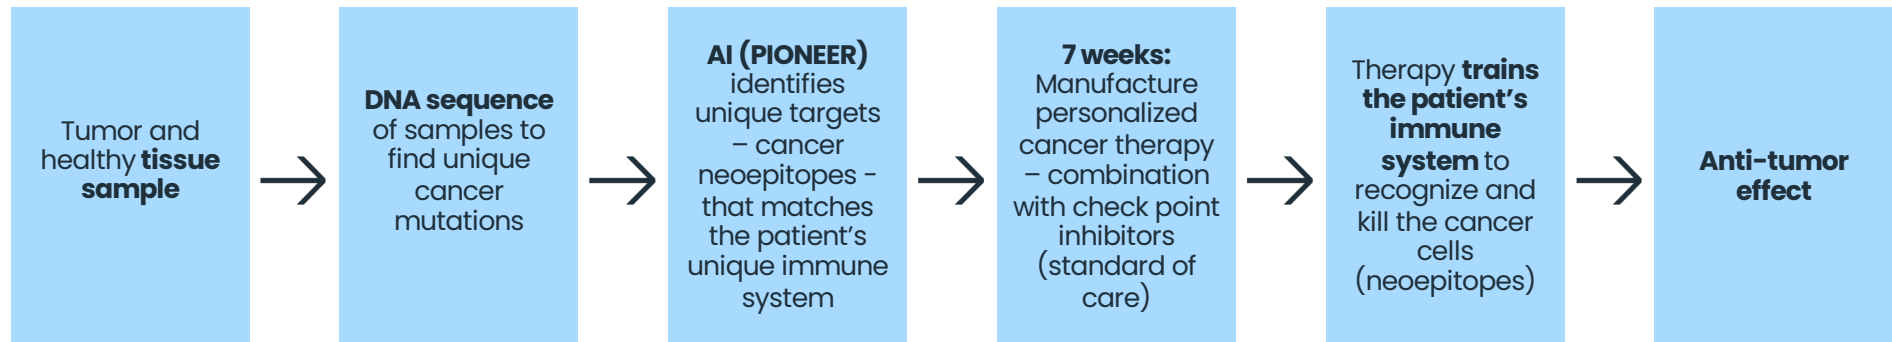 Tumor and
healthy tissue
sample
DNA sequence
of samples to
find unique
cancer
mutations
AI (PIONEER)
identifies
unique targets
– cancer
neoepitopes -
that matches
the patient’s
unique immune
system
7 weeks:
Manufacture
personalized
cancer therapy
– combination
with check point
inhibitors
(standard of
care)
Therapy trains
the patient’s
immune
system to
recognize and
kill the cancer
cells
(neoepitopes)
Anti-tumor
effect